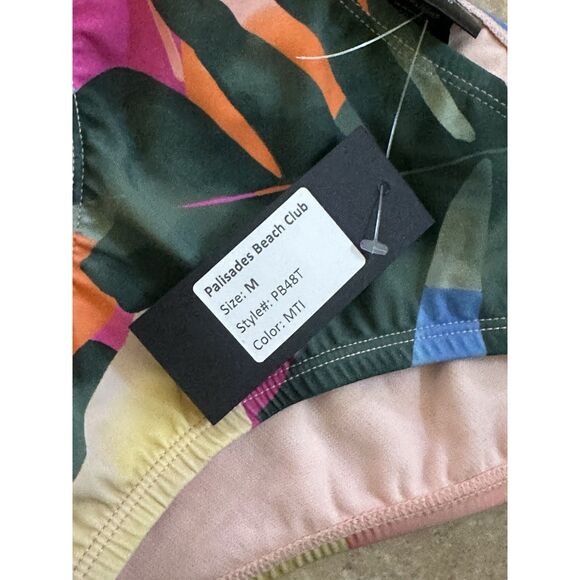 Palisades Beach Club
Size: M
Style#: PB48T
Color: MTI